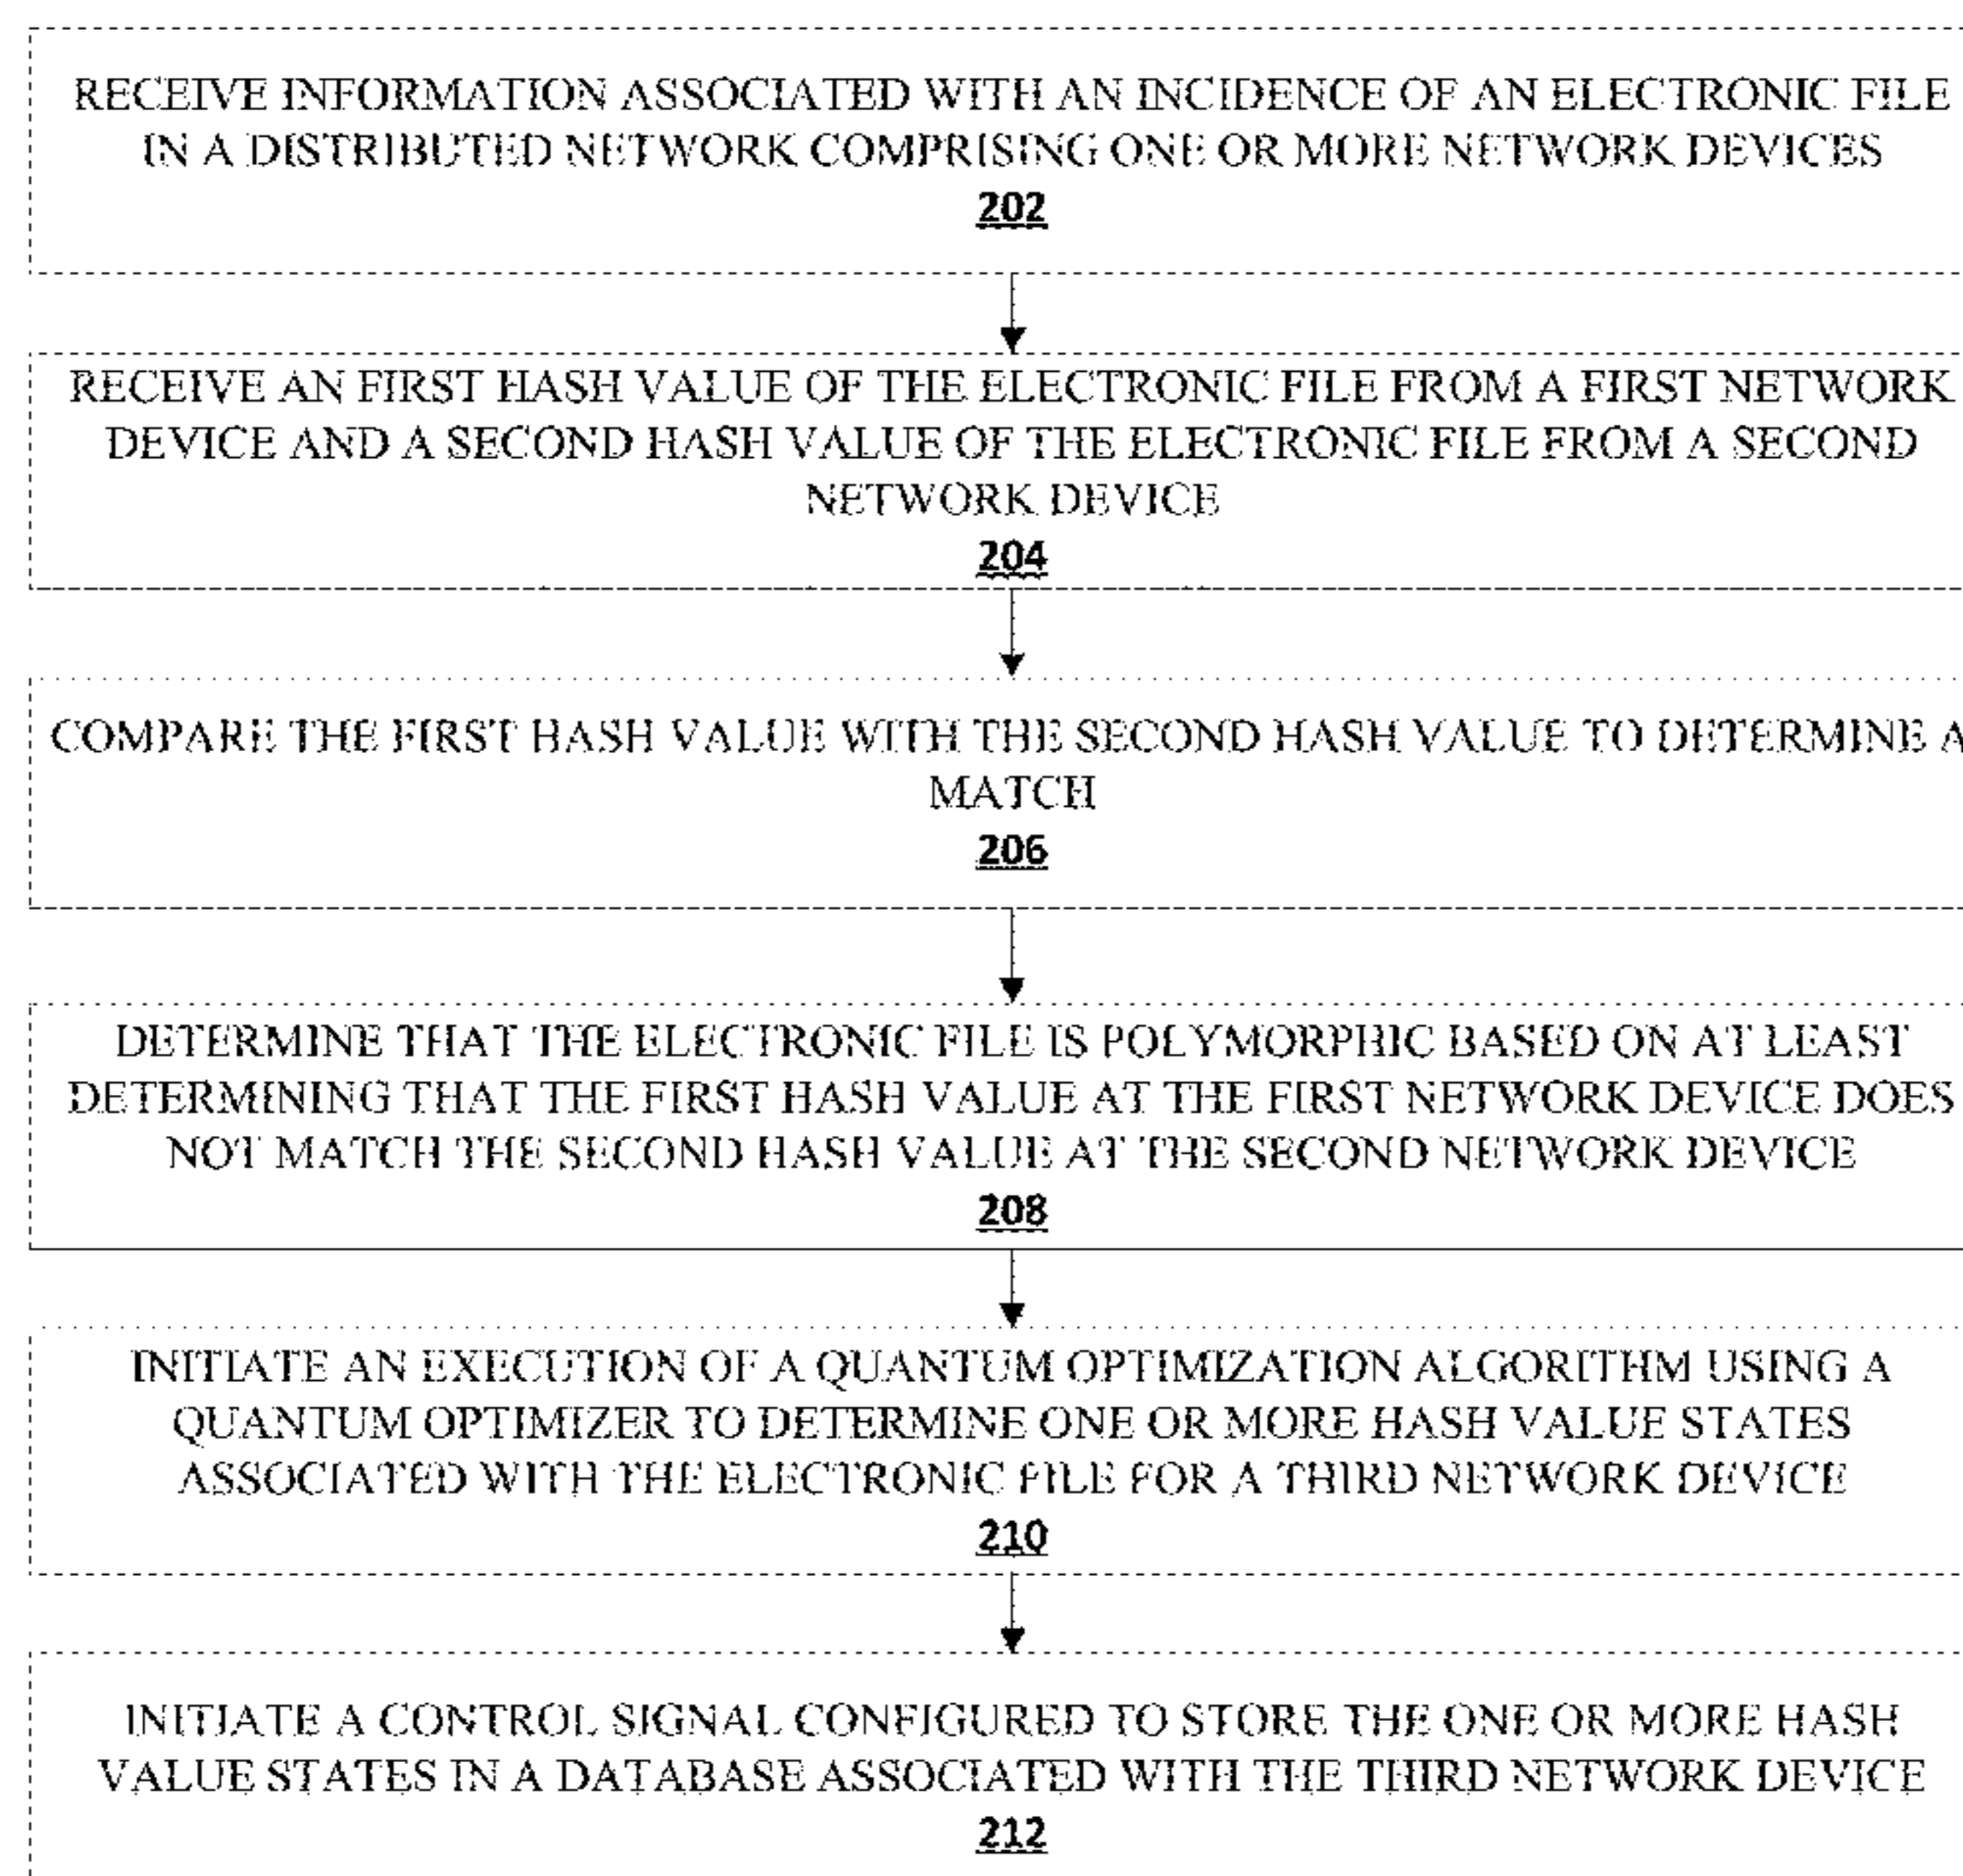 RECEIVE INFORMATION ASSOCIATED WITH AN INCIDENCE OF AN ELECTRONIC FILE
IN A DISTRIBUTED NETWORK COMPRISING ONE OR MORE NETWORK DEVICES
202
RECEIVE AN FIRST HASH VALUE OF THE ELECTRONIC FILE FROM A FIRST NETWORK
DEVICE AND A SECOND HASH VALUE OF THE ELECTRONIC FILE FROM A SECOND
NETWORK DEVICE
204
COMPARE THE FIRST HASH VALUE WITH THE SECOND HASH VALUE TO DETERMINE A
MATCH
206
DETERMINE THAT THE ELECTRONIC FILE IS POLYMORPHIC BASED ON AT LEAST
DETERMINING THAT THE FIRST HASH VALUE AT THE FIRST NETWORK DEVICE DOES
NOT MATCH THE SECOND HASH VALUE AT THE SECOND NETWORK DEVICE
208
INITIATE AN EXECUTION OF A QUANTUM OPTIMIZATION ALGORITHM USING A
QUANTUM OPTIMIZER TO DETERMINE ONE OR MORE HASH VALUE STATES
ASSOCIATED WITH THE ELECTRONIC FILE FOR A THIRD NETWORK DEVICE
210
INITIATE A CONTROL SIGNAL CONFIGURED TO STORE THE ONE OR MORE HASH
VALUE STATES IN A DATABASE ASSOCIATED WITH THE THIRD NETWORK DEVICE
212